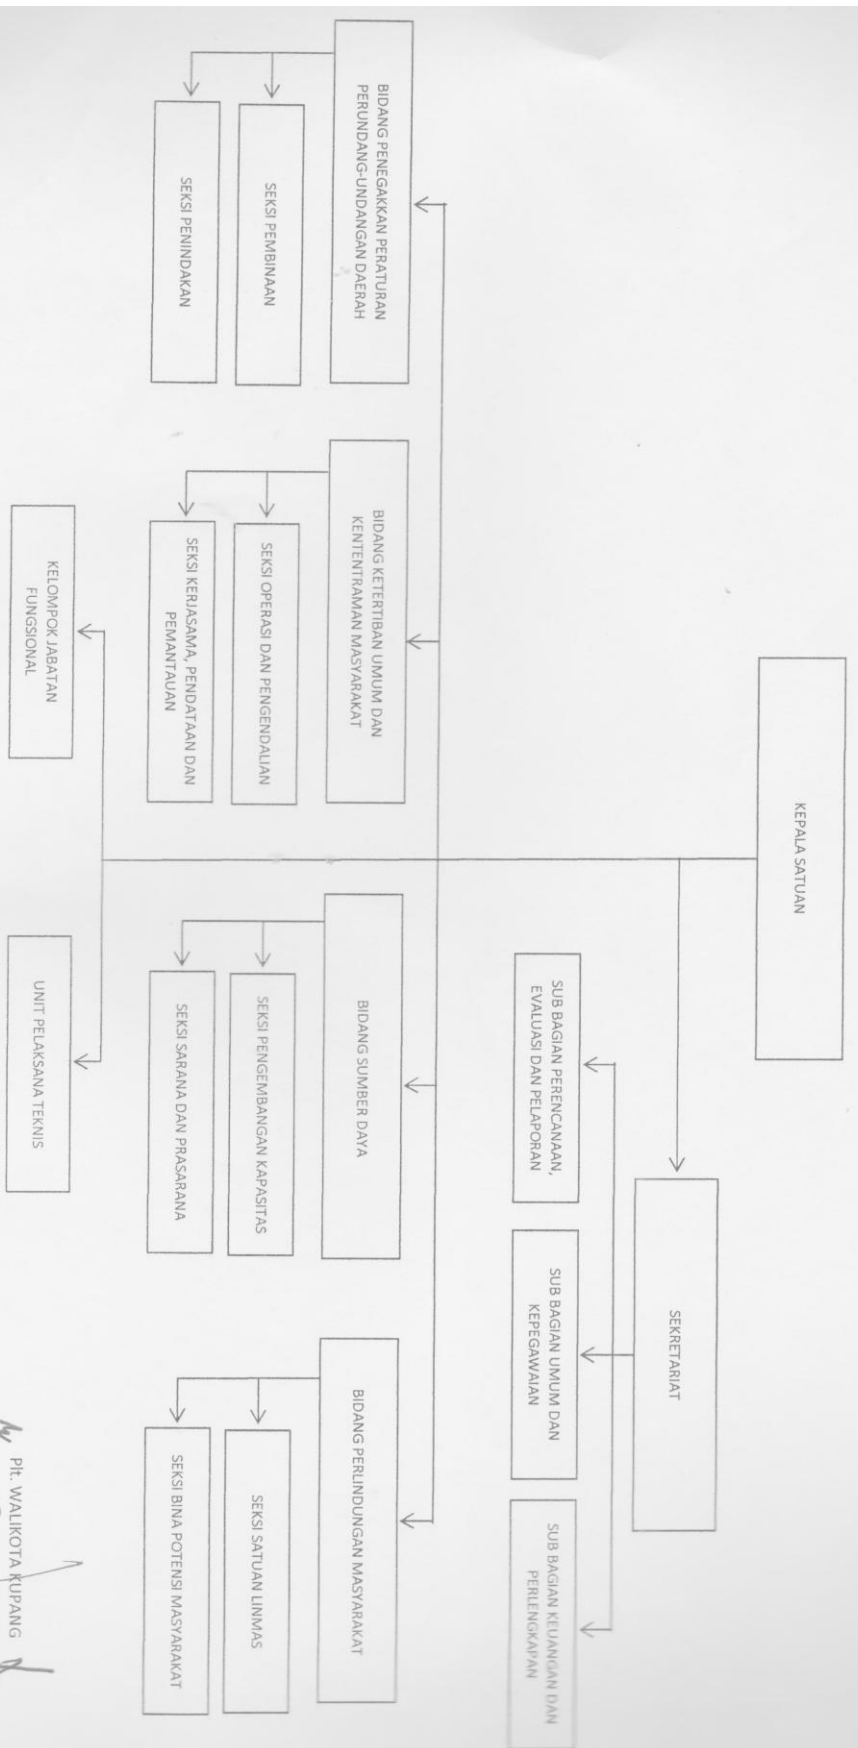 KEPALA SATUAN
SEKRETARIAT
SUB BAGIAN PERENCANAAN,
EVALUASI DAN PELAPORAN
SUB BAGIAN UMUM DAN
KEPEGAWAIAN
SUB BAGIAN KEUANGAN DAN
PERLENGKAPAN
BIDANG PENEGAKKAN PERATURAN
PERUNDANG-UNDANGAN DAERAH
SEKSI PEMBINAAN
SEKSI PENINDAKAN
BIDANG KETERTIBAN UMUM DAN
KENTENTRAMAN MASYARAKAT
SEKSI OPERASI DAN PENGENDALIAN
SEKSI KERJASAMA, PENDATAAN DAN
PEMANTAUAN
BIDANG SUMBER DAYA
SEKSI PENGEMBANGAN KAPASITAS
SEKSI SARANA DAN PRASARANA
BIDANG PERLINDUNGAN MASYARAKAT
SEKSI SATUAN LINMAS
SEKSI BINA POTENSI MASYARAKAT
KELOMPOK JABATAN
FUNGSIONAL
UNIT PELAKSANA TEKNIS
Plt. WALIKOTA KUPANG